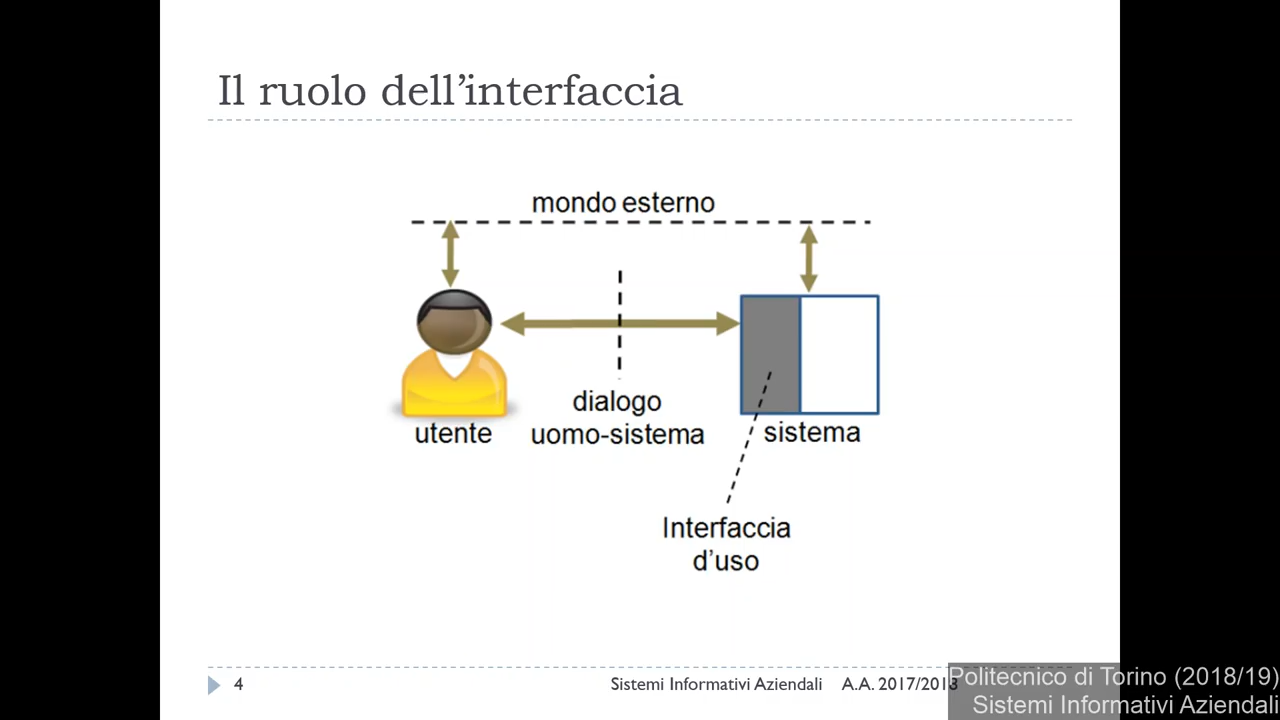 Il ruolo dell’interfaccia
mondo esterno
dialogo
uomo-sistema
utente
sistema
Interfaccia
d’uso
4
Sistemi Informativi Aziendali A.A. 2017/2018
Politecnico di Torino (2018/19)
Sistemi Informativi Aziendali